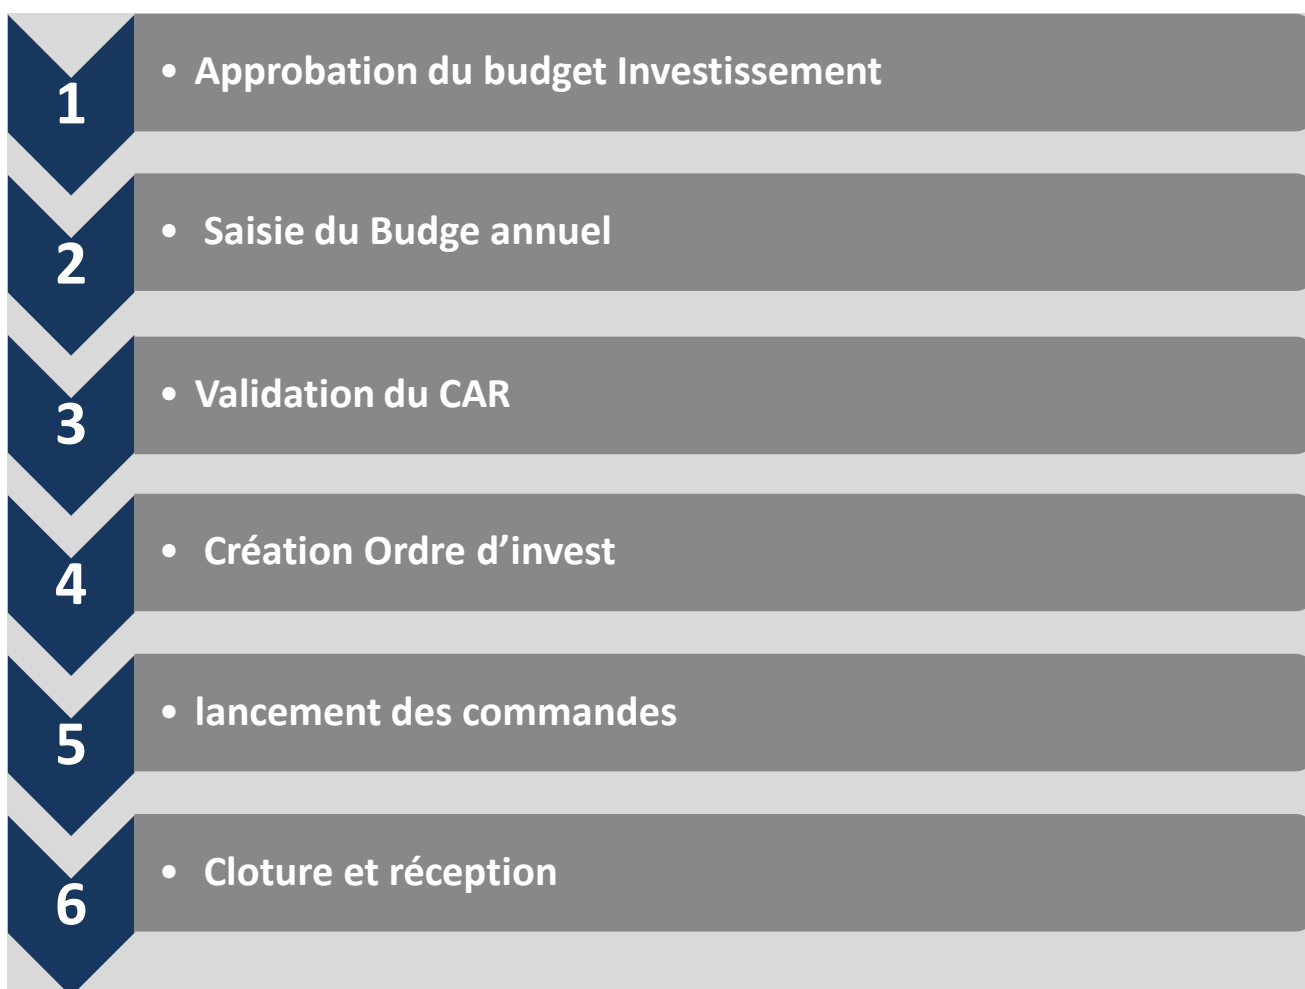 1
• Approbation du budget Investissement
2
• Saisie du Budge annuel
3
• Validation du CAR
4
• Création Ordre d’invest
5
• lancement des commandes
6
• Cloture et réception